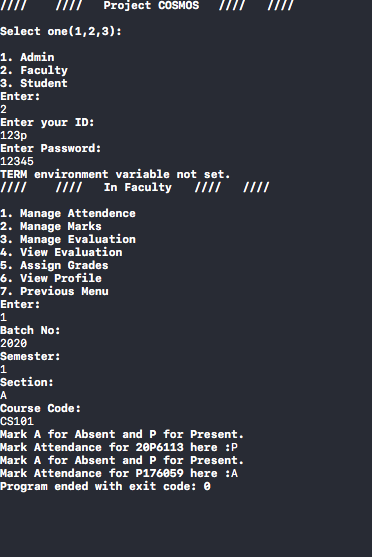 ////    ////   Project COSMOS   ////   ////
Select one(1,2,3):
1. Admin
2. Faculty
3. Student
Enter:
2
Enter your ID:
123p
Enter Password:
12345
TERM environment variable not set.
////    ////   In Faculty   ////   ////
1. Manage Attendence
2. Manage Marks
3. Manage Evaluation
4. View Evaluation
5. Assign Grades
6. View Profile
7. Previous Menu
Enter:
1
Batch No:
2020
Semester:
1
Section:
A
Course Code:
CS101
Mark A for Absent and P for Present.
Mark Attendance for 20P6113 here :P
Mark A for Absent and P for Present.
Mark Attendance for P176059 here :A
Program ended with exit code: 0